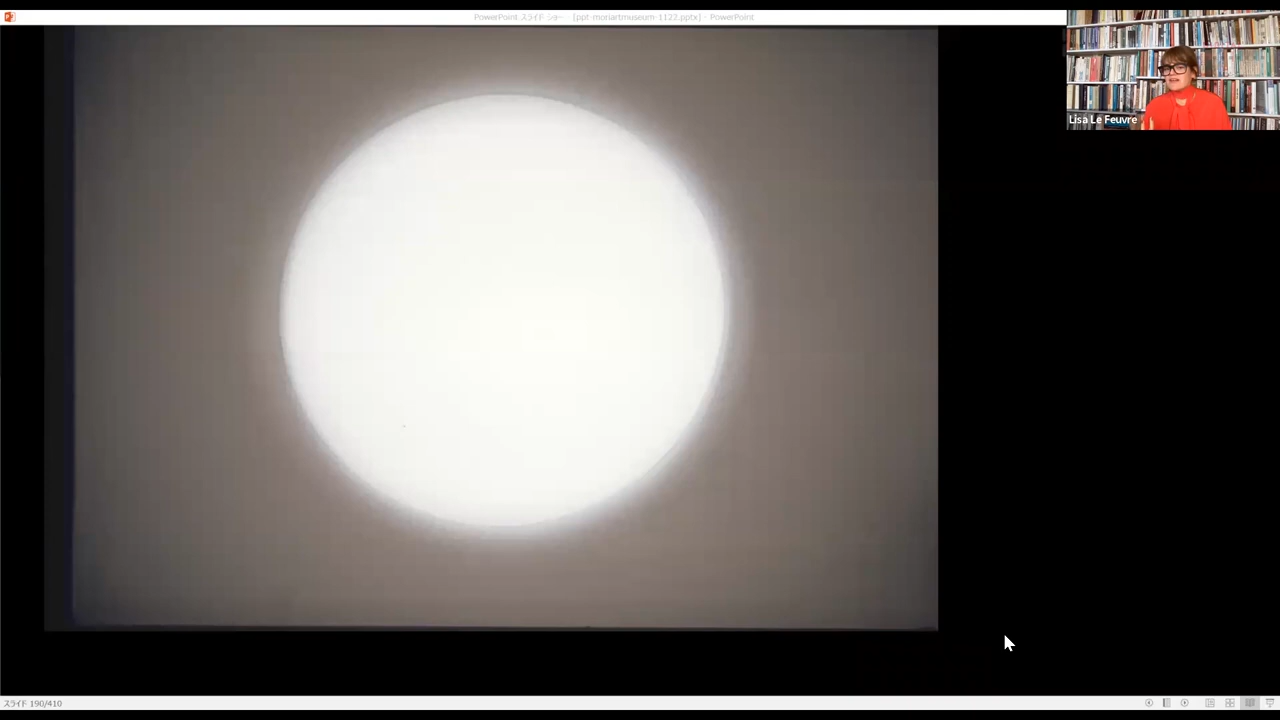 PowerPoint スライド ショー - [ppt-moriartmuseum-1122.pptx] - PowerPoint
Lisa Le Feuvre
スライド 190/410